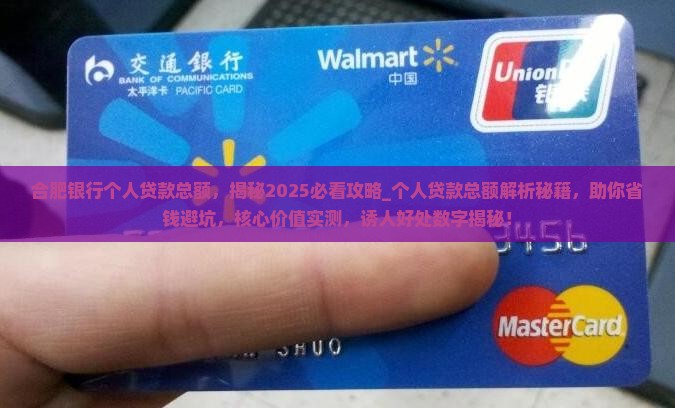 交通銀行
BANK OF COMMUNICATIONS
太平洋卡 PACIFIC CARD
Walmart
中国
UnionPay
银联
合肥银行个人贷款总额，揭秘2025必看攻略_个人贷款总额解析秘籍，助你省
钱避坑，核心价值实测，诱人好处数字揭秘！
3456
SHUO
MasterCard